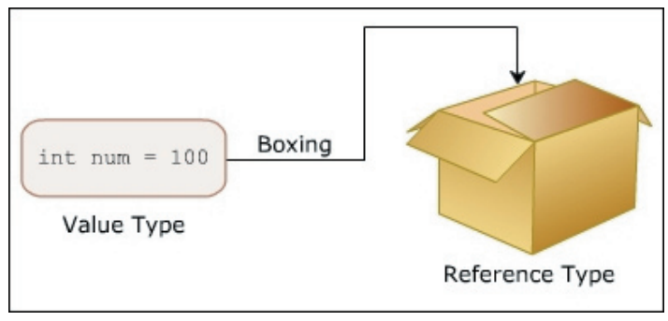 Boxing
int num = 100
Value Type
Reference Type